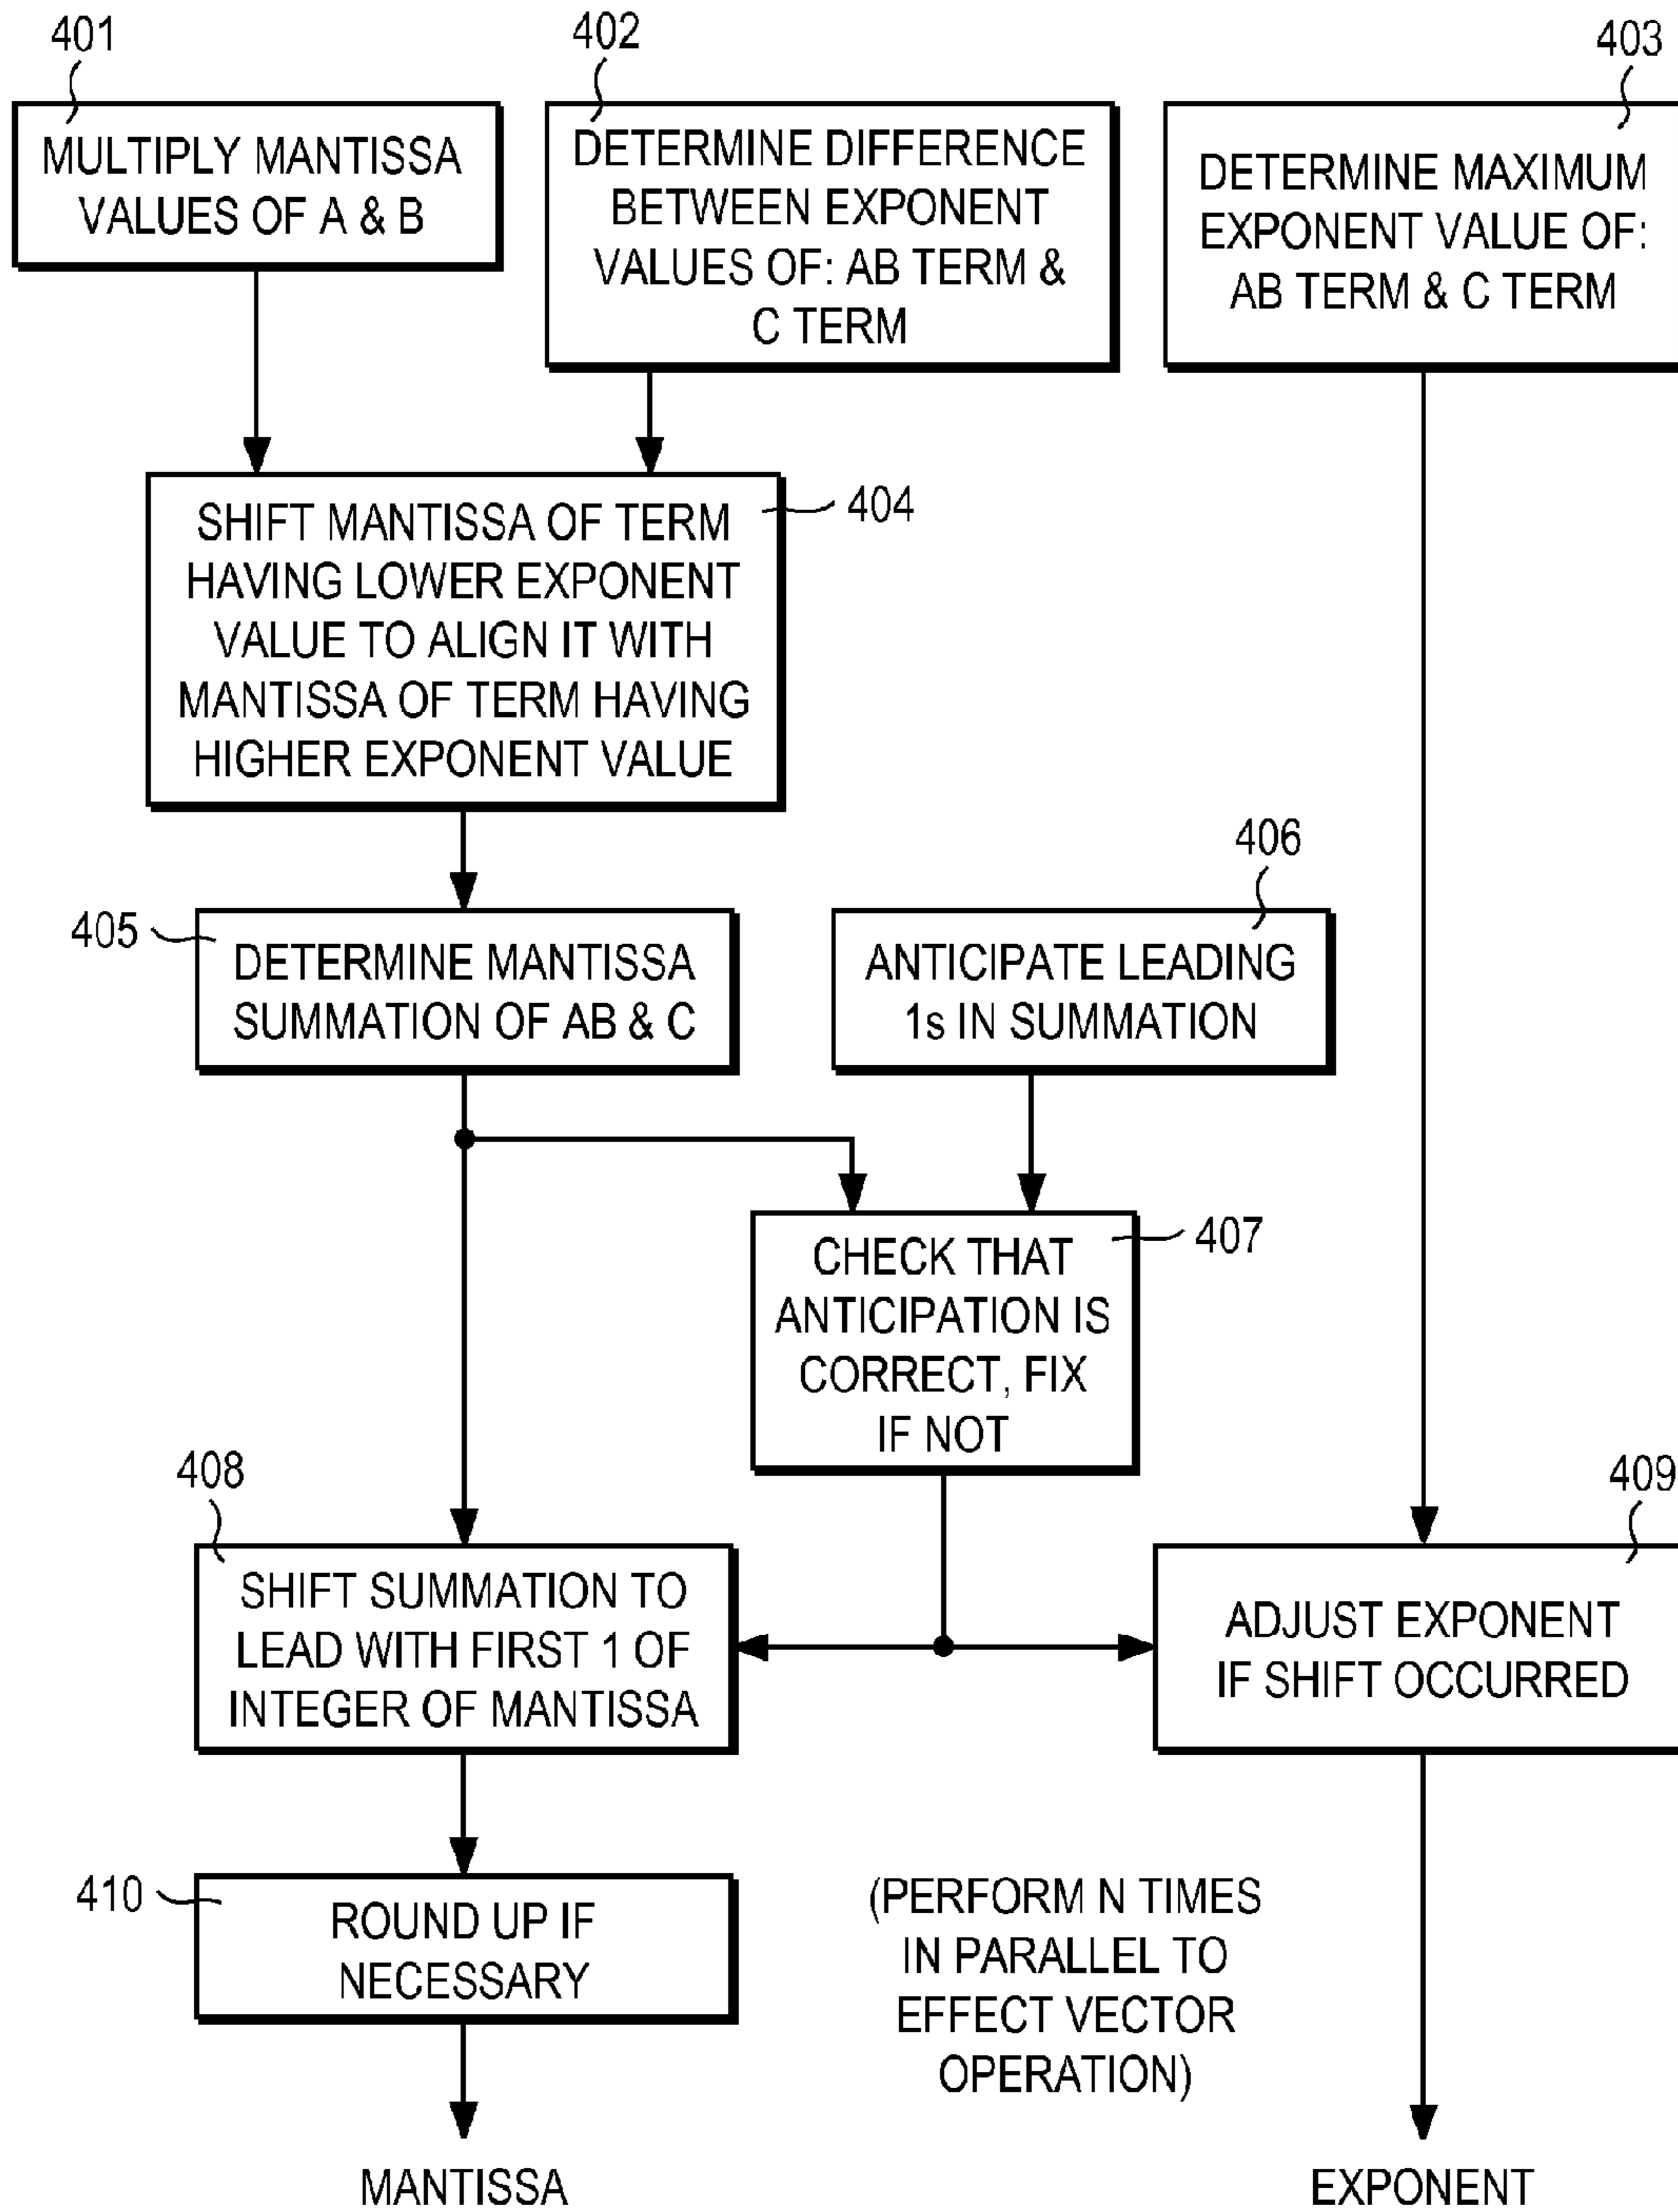 401
MULTIPLY MANTISSA
VALUES OF A & B
402
DETERMINE DIFFERENCE
BETWEEN EXPONENT
VALUES OF: AB TERM &
C TERM
403
DETERMINE MAXIMUM
EXPONENT VALUE OF:
AB TERM & C TERM
404
SHIFT MANTISSA OF TERM
HAVING LOWER EXPONENT
VALUE TO ALIGN IT WITH
MANTISSA OF TERM HAVING
HIGHER EXPONENT VALUE
405
DETERMINE MANTISSA
SUMMATION OF AB & C
406
ANTICIPATE LEADING
1s IN SUMMATION
407
CHECK THAT
ANTICIPATION IS
CORRECT, FIX
IF NOT
408
SHIFT SUMMATION TO
LEAD WITH FIRST 1 OF
INTEGER OF MANTISSA
409
ADJUST EXPONENT
IF SHIFT OCCURRED
410
ROUND UP IF
NECESSARY
(PERFORM N TIMES
IN PARALLEL TO
EFFECT VECTOR
OPERATION)
MANTISSA
EXPONENT